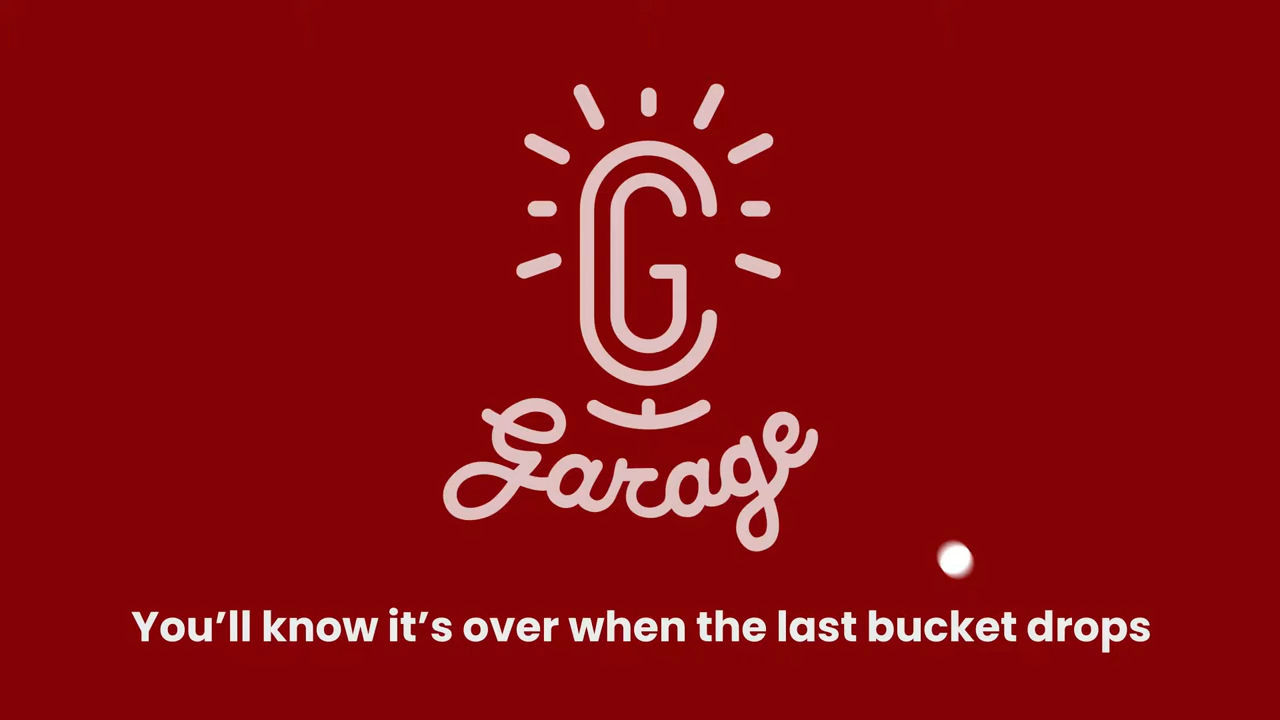 G
Garage
You’ll know it’s over when the last bucket drops